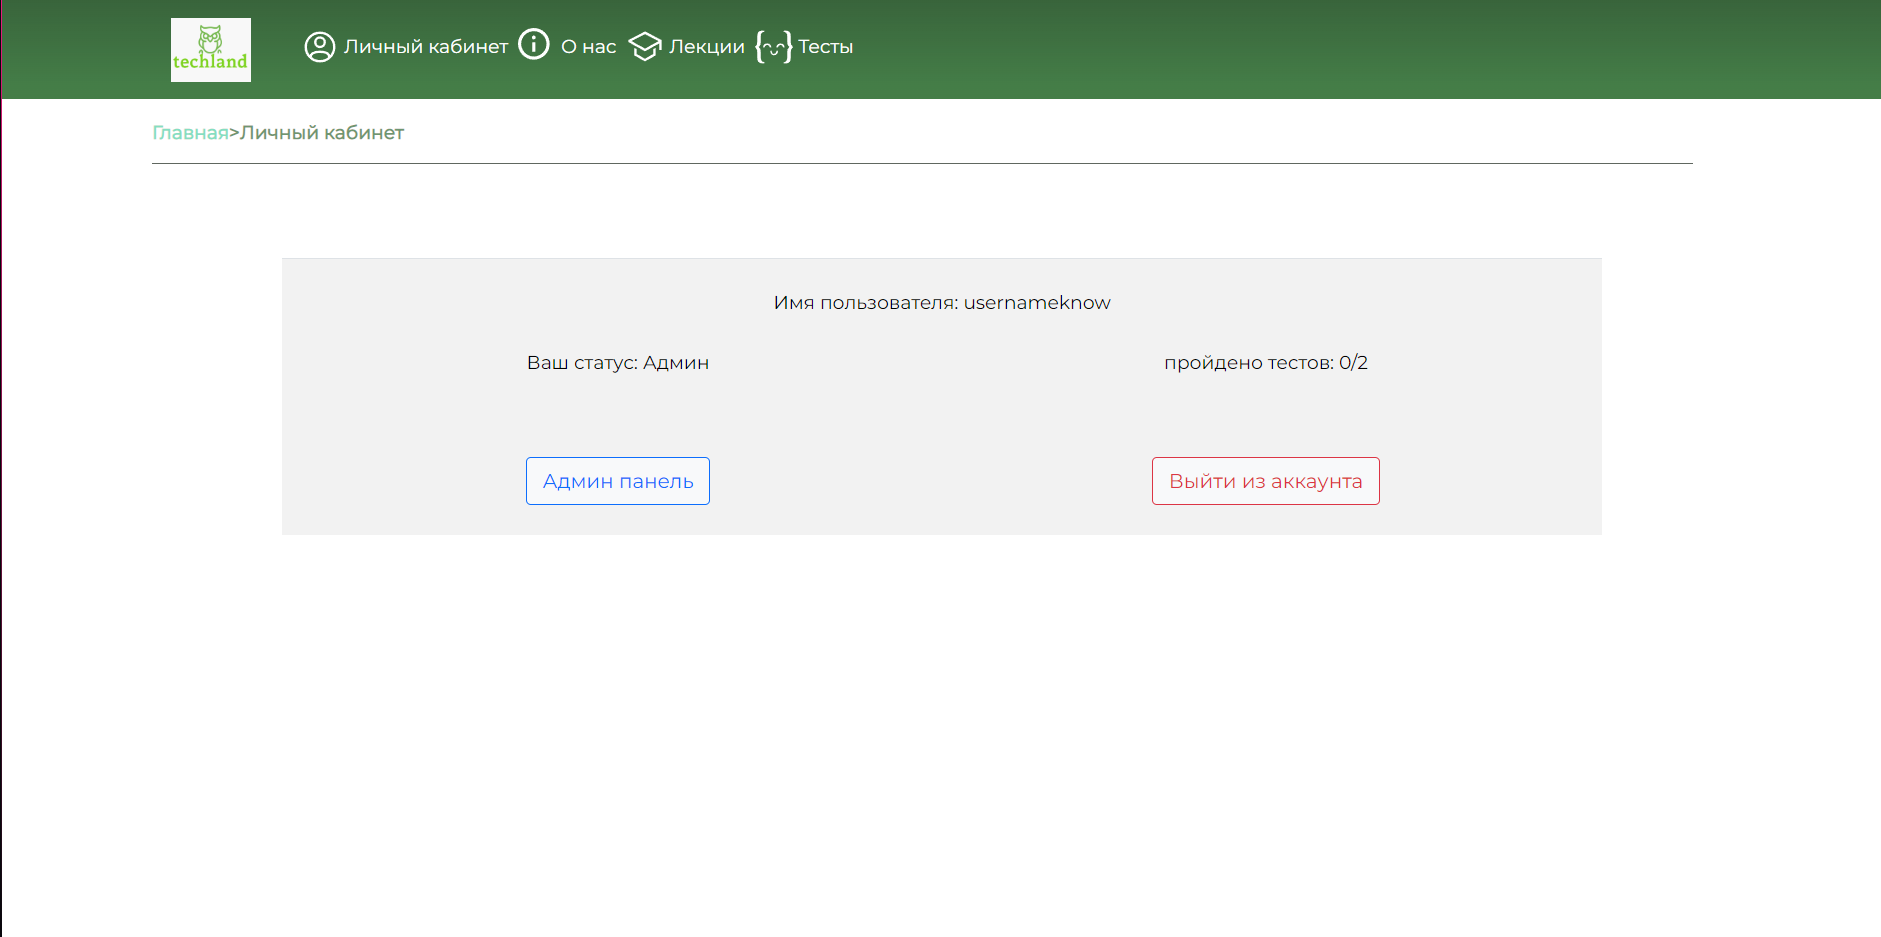 techland
Личный кабинет О нас Лекции Тесты
Главная>Личный кабинет
Имя пользователя: usernameknow
Ваш статус: Админ пройдено тестов: 0/2
Админ панель Выйти из аккаунта